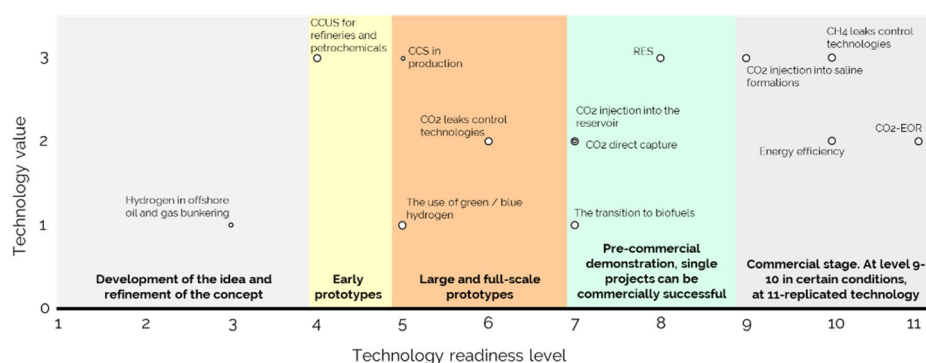 Technology value
3
2
1
0
CCUS for
refineries and
petrochemicals
CCS in
production
RES
CH4 leaks control
technologies
CO2 injection into saline
formations
CO2 leaks control
technologies
CO2 injection into the
reservoir
CO2 direct capture
Energy efficiency
CO2-EOR
Hydrogen in offshore
oil and gas bunkering
The use of green / blue
hydrogen
The transition to biofuels
Development of the idea and
refinement of the concept
Early
prototypes
Large and full-scale
prototypes
Pre-commercial
demonstration, single
projects can be
commercially successful
Commercial stage. At level 9-
10 in certain conditions,
at 11-replicated technology
1 2 3 4 5 6 7 8 9 10 11
Technology readiness level